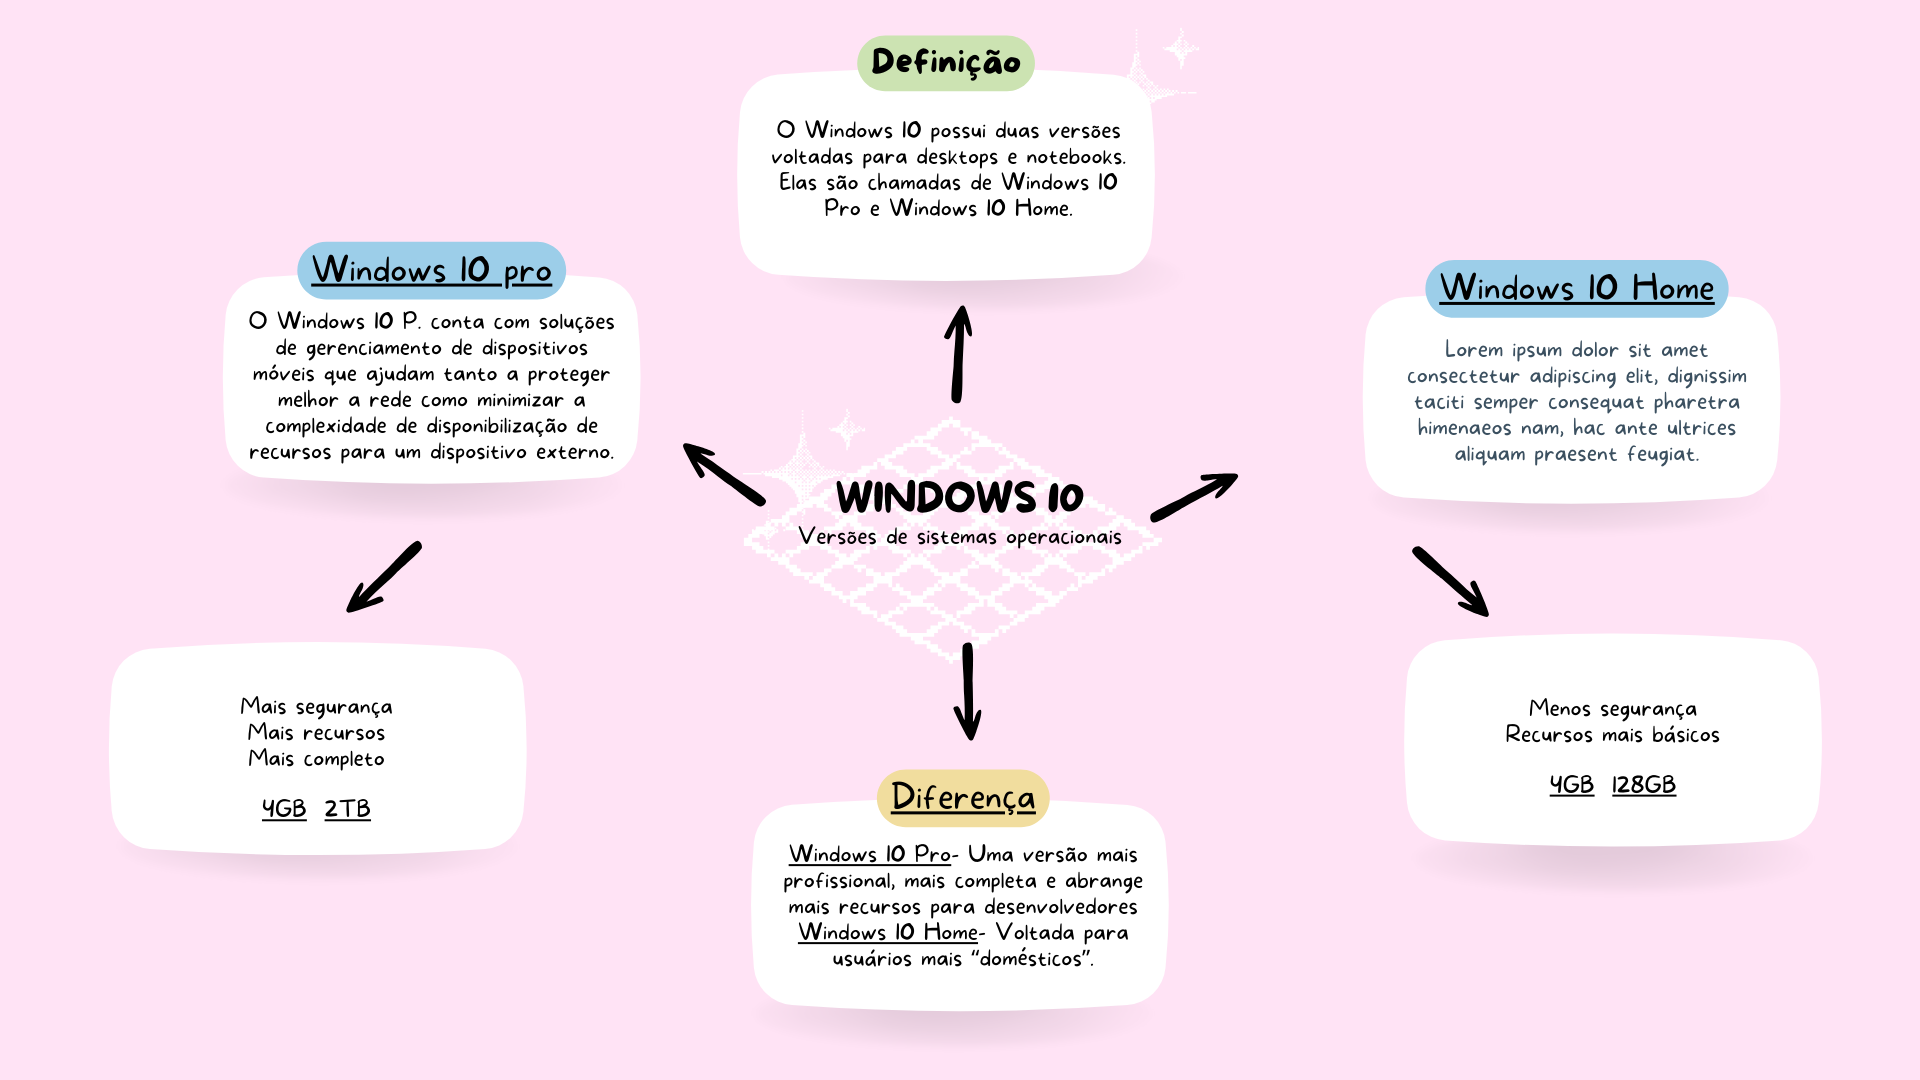 Definição
O Windows 10 possui duas versões
voltadas para desktops e notebooks.
Elas são chamadas de Windows 10
Pro e Windows 10 Home.
Windows 10 pro
O Windows 10 P. conta com soluções
de gerenciamento de dispositivos
móveis que ajudam tanto a proteger
melhor a rede como minimizar a
complexidade de disponibilização de
recursos para um dispositivo externo.
Windows 10 Home
Lorem ipsum dolor sit amet
consectetur adipiscing elit, dignissim
taciti semper consequat pharetra
himenaeos nam, hac ante ultrices
aliquam praesent feugiat.
WINDOWS 10
Versões de sistemas operacionais
Mais segurança
Mais recursos
Mais completo
4GB 2TB
Menos segurança
Recursos mais básicos
4GB 128GB
Diferença
Windows 10 Pro- Uma versão mais
profissional, mais completa e abrange
mais recursos para desenvolvedores
Windows 10 Home- Voltada para
usuários mais “domésticos”.